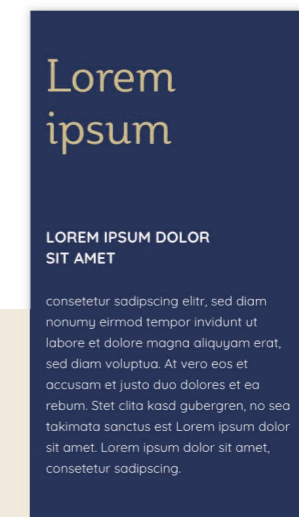 Lorem
ipsum
LOREM IPSUM DOLOR
SIT AMET
consetetur sadipscing elitr, sed diam
nonumy eirmod tempor invidunt ut
labore et dolore magna aliquyam erat,
sed diam voluptua. At vero eos et
accusam et justo duo dolores et ea
rebum. Stet clita kasd gubergren, no sea
takimata sanctus est Lorem ipsum dolor
sit amet. Lorem ipsum dolor sit amet,
consetetur sadipscing.